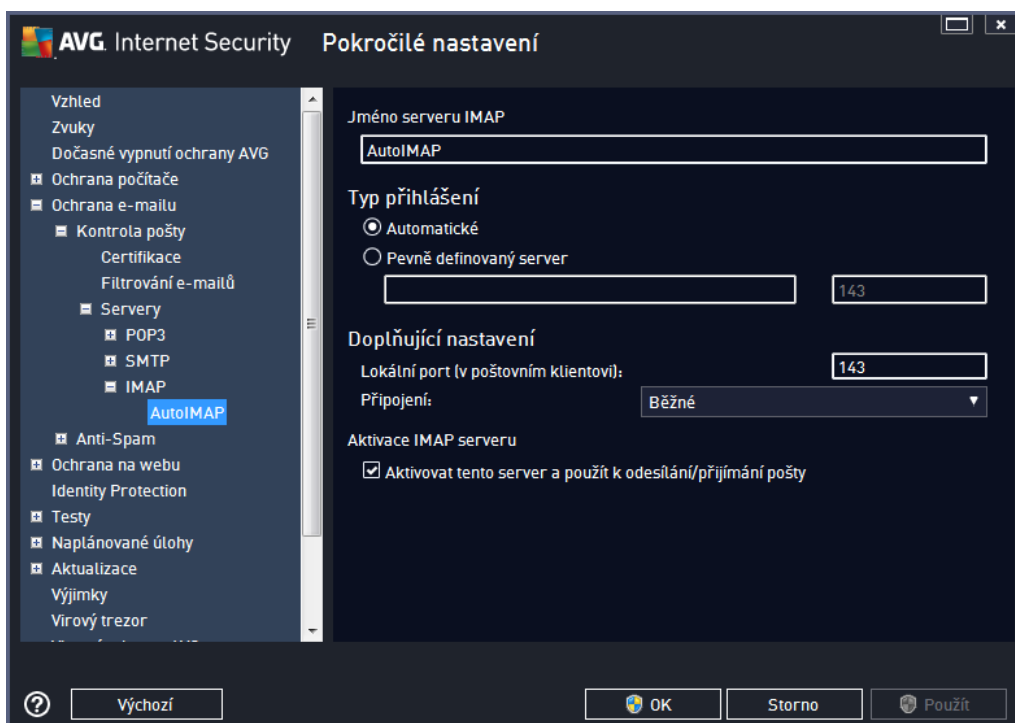 AVG. Internet Security Pokročilé nastavení
Vzhled
Zvuky
Dočasné vypnutí ochrany AVG
Ochrana počítače
Ochrana e-mailu
Kontrola pošty
Certifikace
Filtrování e-mailů
Servery
POP3
SMTP
IMAP
AutoIMAP
Anti-Spam
Ochrana na webu
Identity Protection
Testy
Naplánované úlohy
Aktualizace
Výjimky
Virový trezor
Jméno serveru IMAP
AutoIMAP
Typ přihlášení
Automatické
Pevně definovaný server
143
Doplňující nastavení
Lokální port (v poštovním klientovi): 143
Připojení: Běžné
Aktivace IMAP serveru
Aktivovat tento server a použít k odesílání/přijímání pošty
Výchozí OK Storno Použít